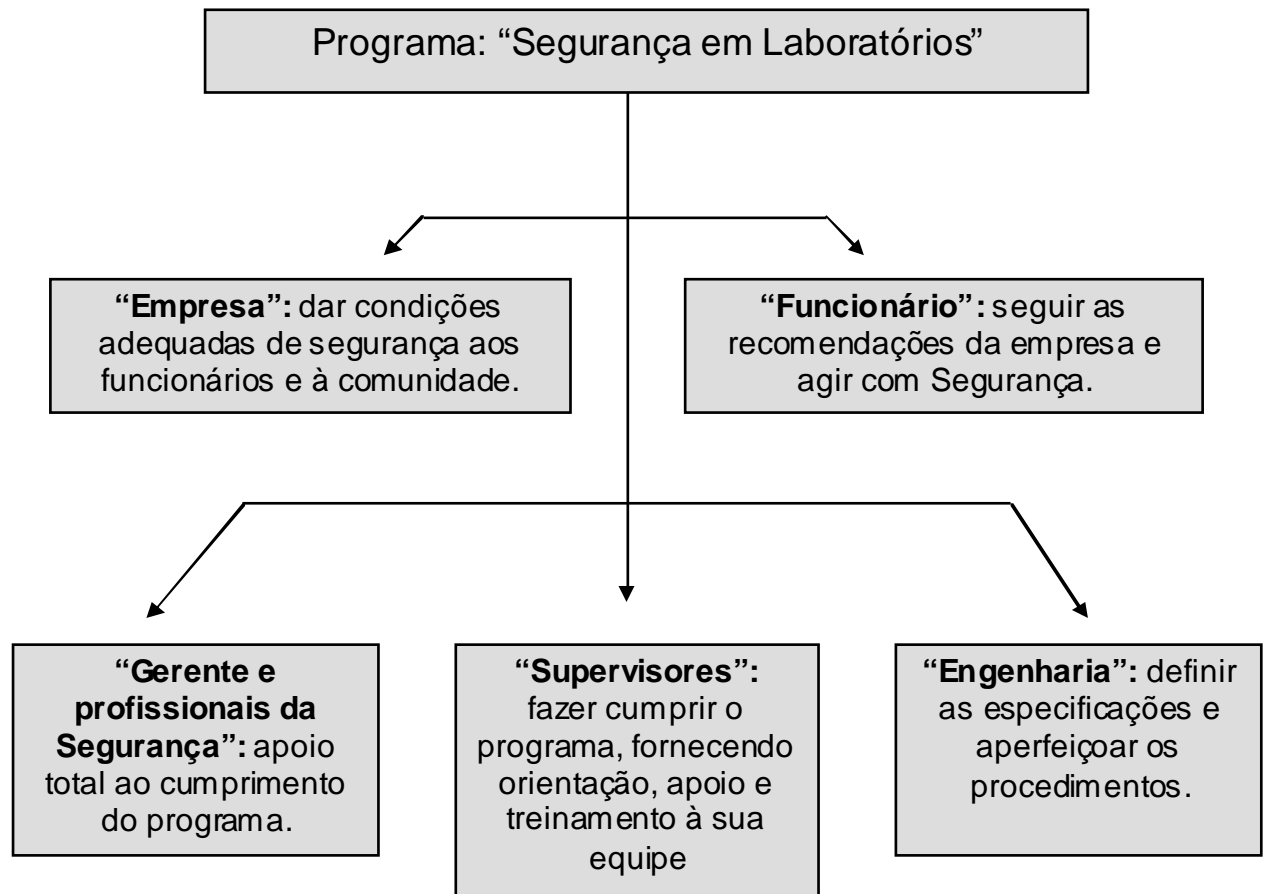 Programa: “Segurança em Laboratórios”
“Empresa”: dar condições
adequadas de segurança aos
funcionários e à comunidade.
“Funcionário”: seguir as
recomendações da empresa e
agir com Segurança.
“Gerente e
profissionais da
Segurança”: apoio
total ao cumprimento
do programa.
“Supervisores”:
fazer cumprir o
programa, fornecendo
orientação, apoio e
treinamento à sua
equipe
“Engenharia”: definir
as especificações e
aperfeiçoar os
procedimentos.